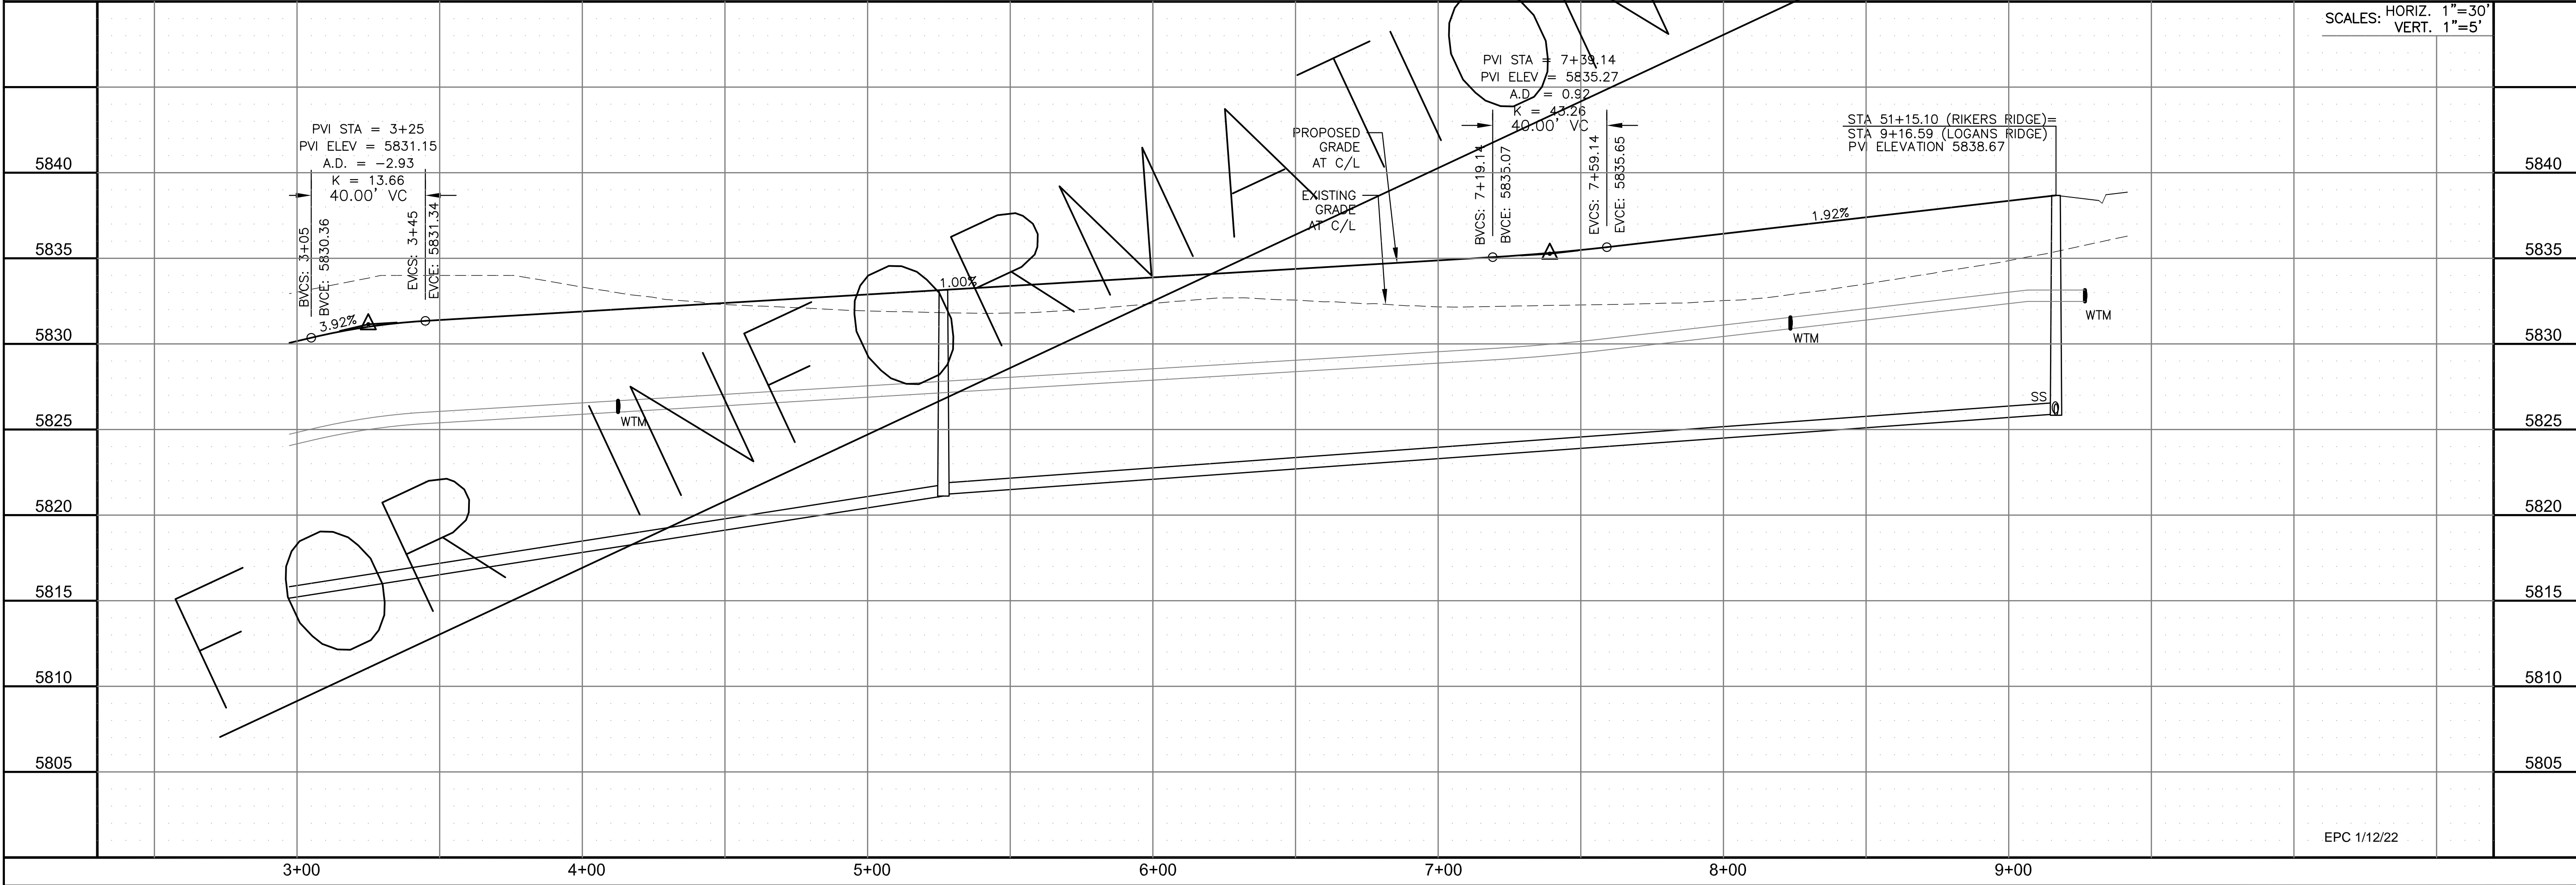 SCALES: HORIZ. 1"=30'
VERT. 1"=5'
PVI STA = 7+39.14
PVI ELEV = 5835.27
A.D. = 0.92
K = 43.26
40.00' VC
BVCS: 7+19.14
BVCE: 5835.07
EVCS: 7+59.14
EVCE: 5835.65
PVI STA = 3+25
PVI ELEV = 5831.15
A.D. = -2.93
K = 13.66
40.00' VC
BVCS: 3+05
BVCE: 5830.36
EVCS: 3+45
EVCE: 5831.34
PROPOSED
GRADE
AT C/L
EXISTING
GRADE
AT C/L
STA 51+15.10 (RIKERS RIDGE)=
STA 9+16.59 (LOGANS RIDGE)
PVI ELEVATION 5838.67
3.92%
1.00%
1.92%
WTM
WTM
WTM
SS
FOR INFORMATION
5840
5835
5830
5825
5820
5815
5810
5805
5840
5835
5830
5825
5820
5815
5810
5805
EPC 1/12/22
3+00 4+00 5+00 6+00 7+00 8+00 9+00